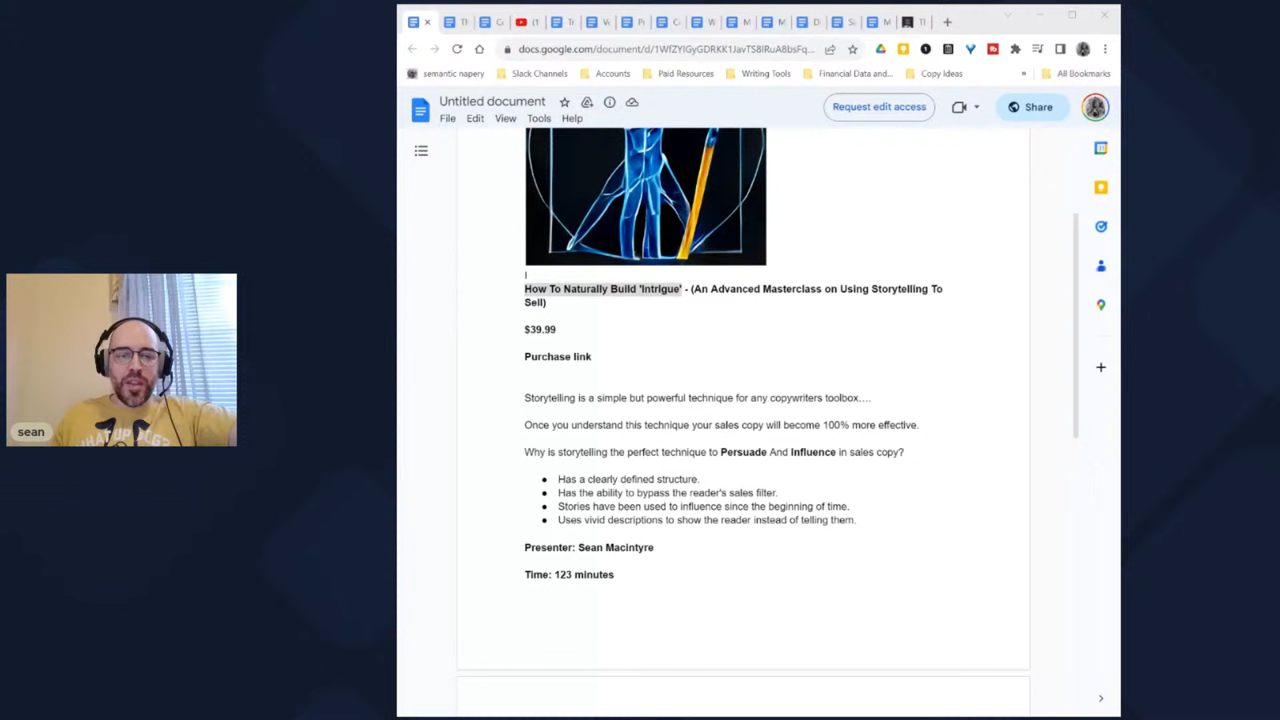 docs.google.com/document/d/1WfZYIGyGDRKK1JavTS8lRuA8bsFq...
semantic napery
Slack Channels
Accounts
Paid Resources
Writing Tools
Financial Data and...
Copy Ideas
»
All Bookmarks
Untitled document
Request edit access
Share
File Edit View Tools Help
How To Naturally Build 'Intrigue' - (An Advanced Masterclass on Using Storytelling To
Sell)
$39.99
Purchase link
Storytelling is a simple but powerful technique for any copywriters toolbox….
Once you understand this technique your sales copy will become 100% more effective.
Why is storytelling the perfect technique to Persuade And Influence in sales copy?
● Has a clearly defined structure.
● Has the ability to bypass the reader's sales filter.
● Stories have been used to influence since the beginning of time.
● Uses vivid descriptions to show the reader instead of telling them.
Presenter: Sean Macintyre
Time: 123 minutes
sean